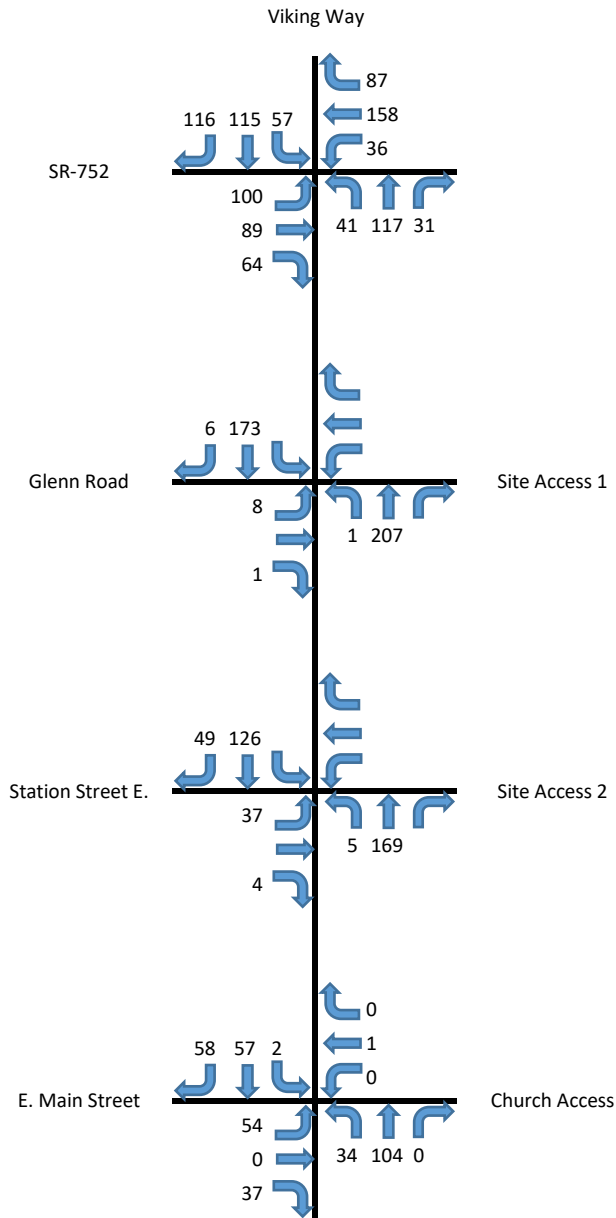 Viking Way
87
116 115 57
158
36
SR-752
100
41 117 31
89
64
6 173
Glenn Road
Site Access 1
8
1 207
1
49 126
Station Street E.
Site Access 2
37
5 169
4
0
58 57 2
1
0
E. Main Street
Church Access
54
34 104 0
0
37